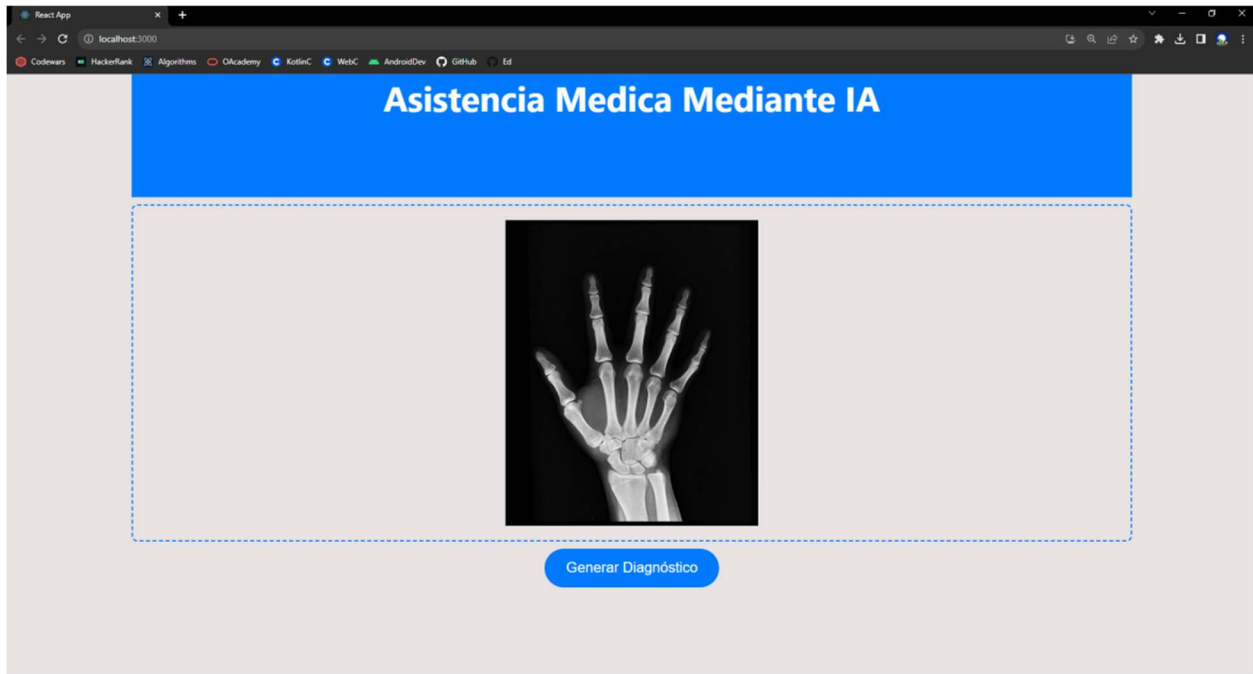 React App
localhost:3000
Codewars HackerRank Algorithms OAcademy KotlinC WebC AndroidDev GitHub Ed
Asistencia Medica Mediante IA
Generar Diagnóstico